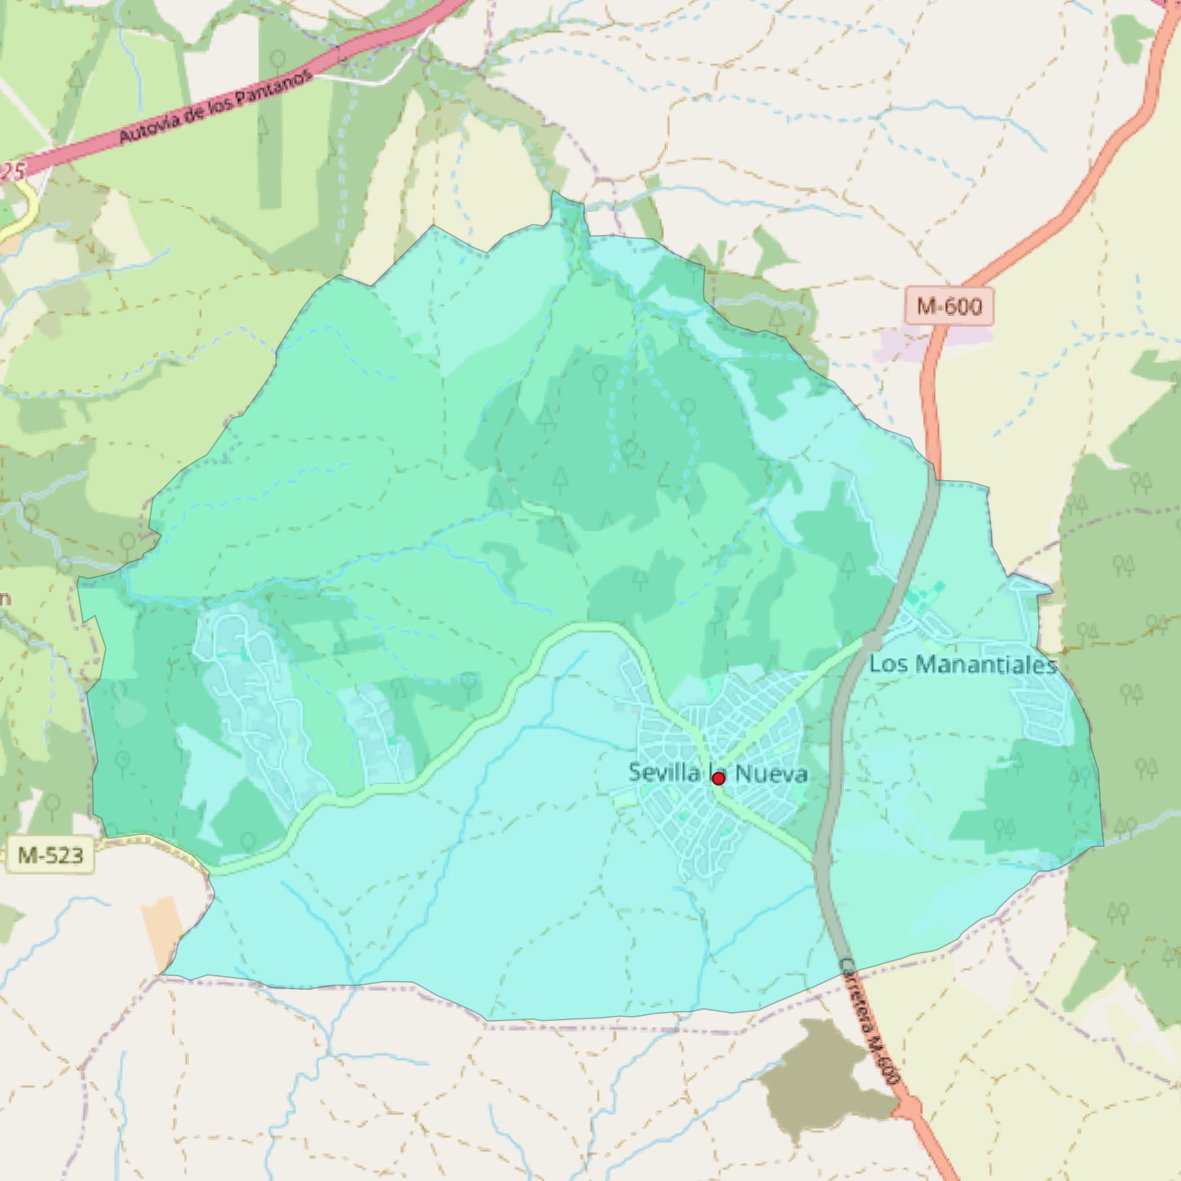 Autovía de los Pantanos
25
M-600
n
Los Manantiales
Sevilla la Nueva
M-523
Carretera M-600